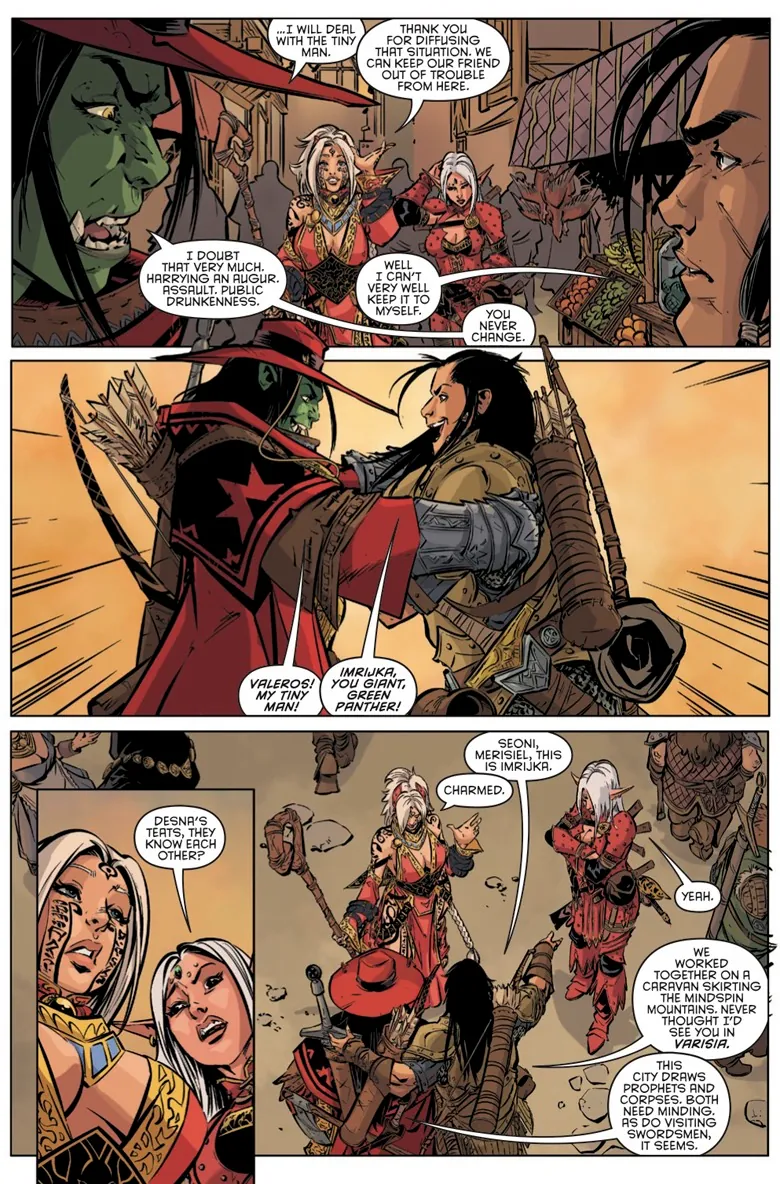 ...I WILL DEAL
WITH THE TINY
MAN.
THANK YOU
FOR DIFFUSING
THAT SITUATION. WE
CAN KEEP OUR FRIEND
OUT OF TROUBLE
FROM HERE.
I DOUBT
THAT VERY MUCH.
HARRYING AN AUGUR.
ASSAULT. PUBLIC
DRUNKENNESS.
WELL
I CAN'T
VERY WELL
KEEP IT TO
MYSELF.
YOU
NEVER
CHANGE.
VALEROS!
MY TINY
MAN!
IMRIJKA,
YOU GIANT,
GREEN
PANTHER!
DESNA'S
TEATS, THEY
KNOW EACH
OTHER?
SEONI,
MERISIEL, THIS
IS IMRIJKA.
CHARMED.
YEAH.
WE
WORKED
TOGETHER ON A
CARAVAN SKIRTING
THE MINDSPIN
MOUNTAINS. NEVER
THOUGHT I'D
SEE YOU IN
VARISIA.
THIS
CITY DRAWS
PROPHETS AND
CORPSES. BOTH
NEED MINDING.
AS DO VISITING
SWORDSMEN,
IT SEEMS.